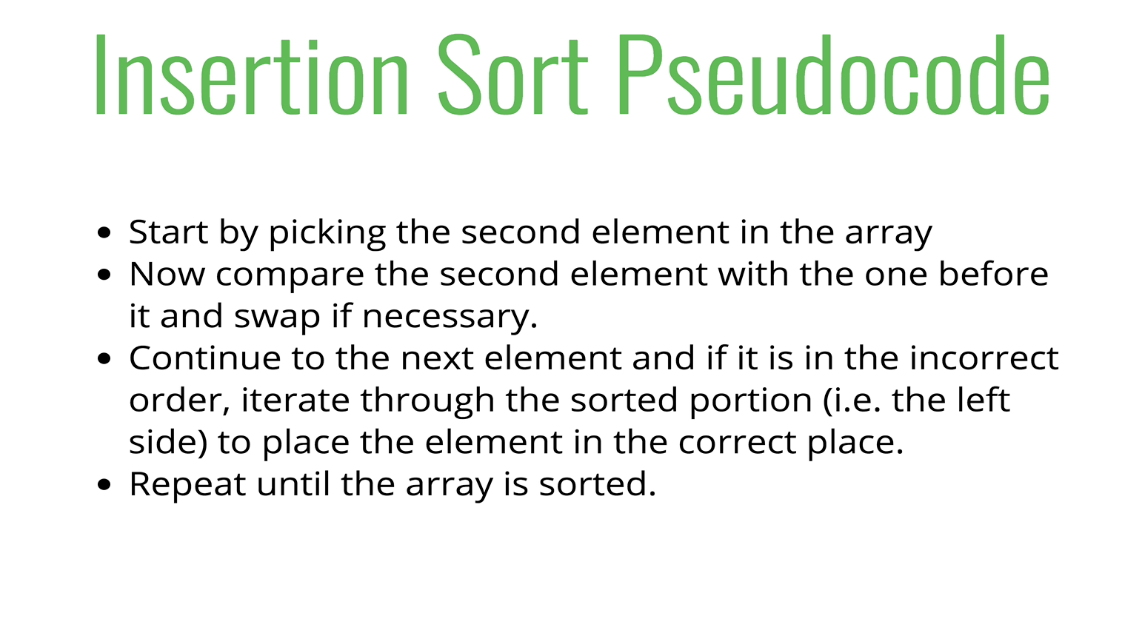 Insertion Sort Pseudocode
• Start by picking the second element in the array
• Now compare the second element with the one before
it and swap if necessary.
• Continue to the next element and if it is in the incorrect
order, iterate through the sorted portion (i.e. the left
side) to place the element in the correct place.
• Repeat until the array is sorted.